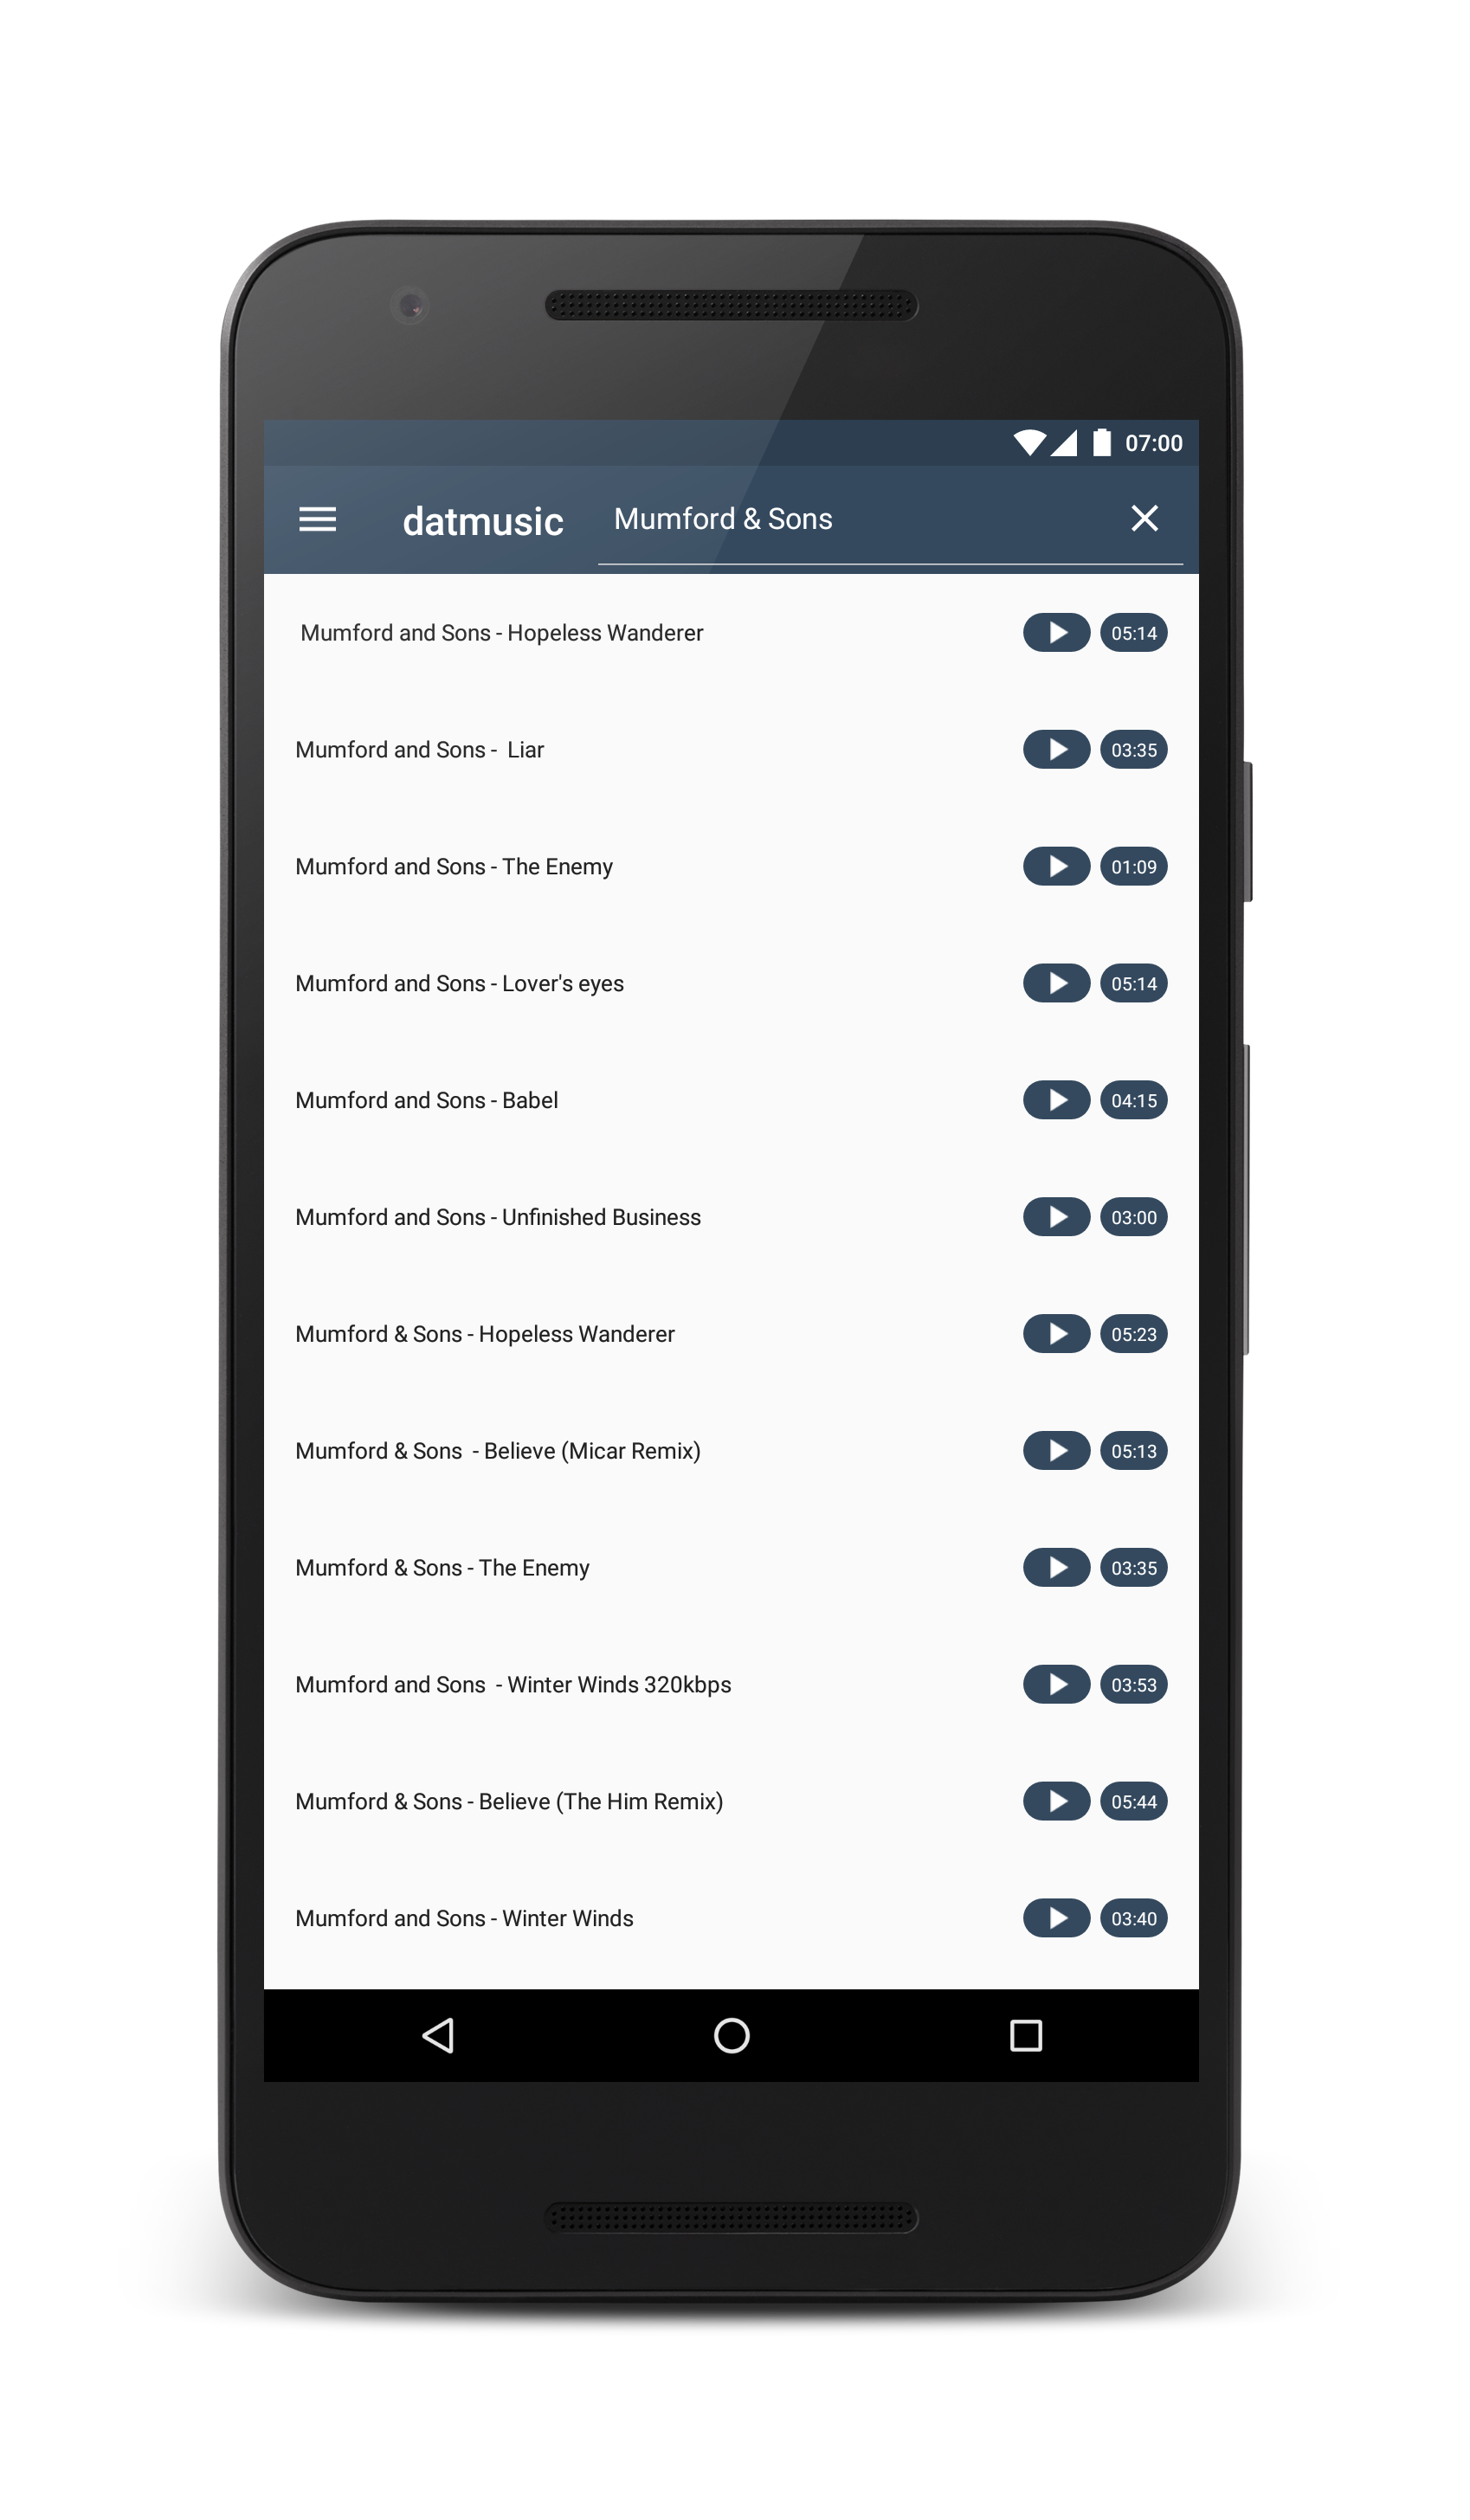 07:00
datmusic Mumford & Sons
Mumford and Sons - Hopeless Wanderer 05:14
Mumford and Sons -  Liar 03:35
Mumford and Sons - The Enemy 01:09
Mumford and Sons - Lover's eyes 05:14
Mumford and Sons - Babel 04:15
Mumford and Sons - Unfinished Business 03:00
Mumford & Sons - Hopeless Wanderer 05:23
Mumford & Sons  - Believe (Micar Remix) 05:13
Mumford & Sons - The Enemy 03:35
Mumford and Sons  - Winter Winds 320kbps 03:53
Mumford & Sons - Believe (The Him Remix) 05:44
Mumford and Sons - Winter Winds 03:40